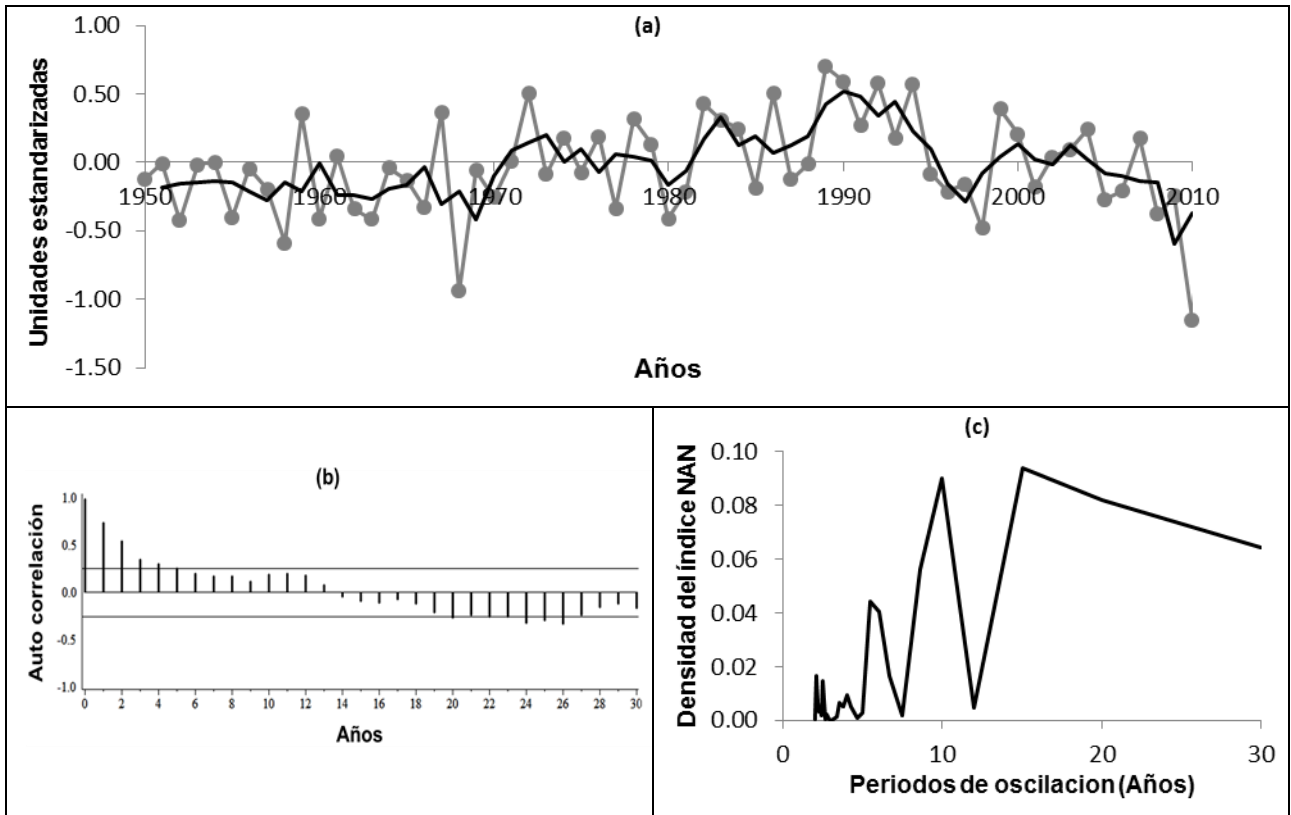 (a)
1.00
0.50
0.00
-0.50
-1.00
-1.50
Unidades estandarizadas
1950 1960 1970 1980 1990 2000 2010
Años
(b)
1.0
0.5
0.0
-0.5
-1.0
Auto correlación
0 2 4 6 8 10 12 14 16 18 20 22 24 26 28 30
Años
(c)
0.10
0.08
0.06
0.04
0.02
0.00
Densidad del índice NAN
0 10 20 30
Periodos de oscilacion (Años)